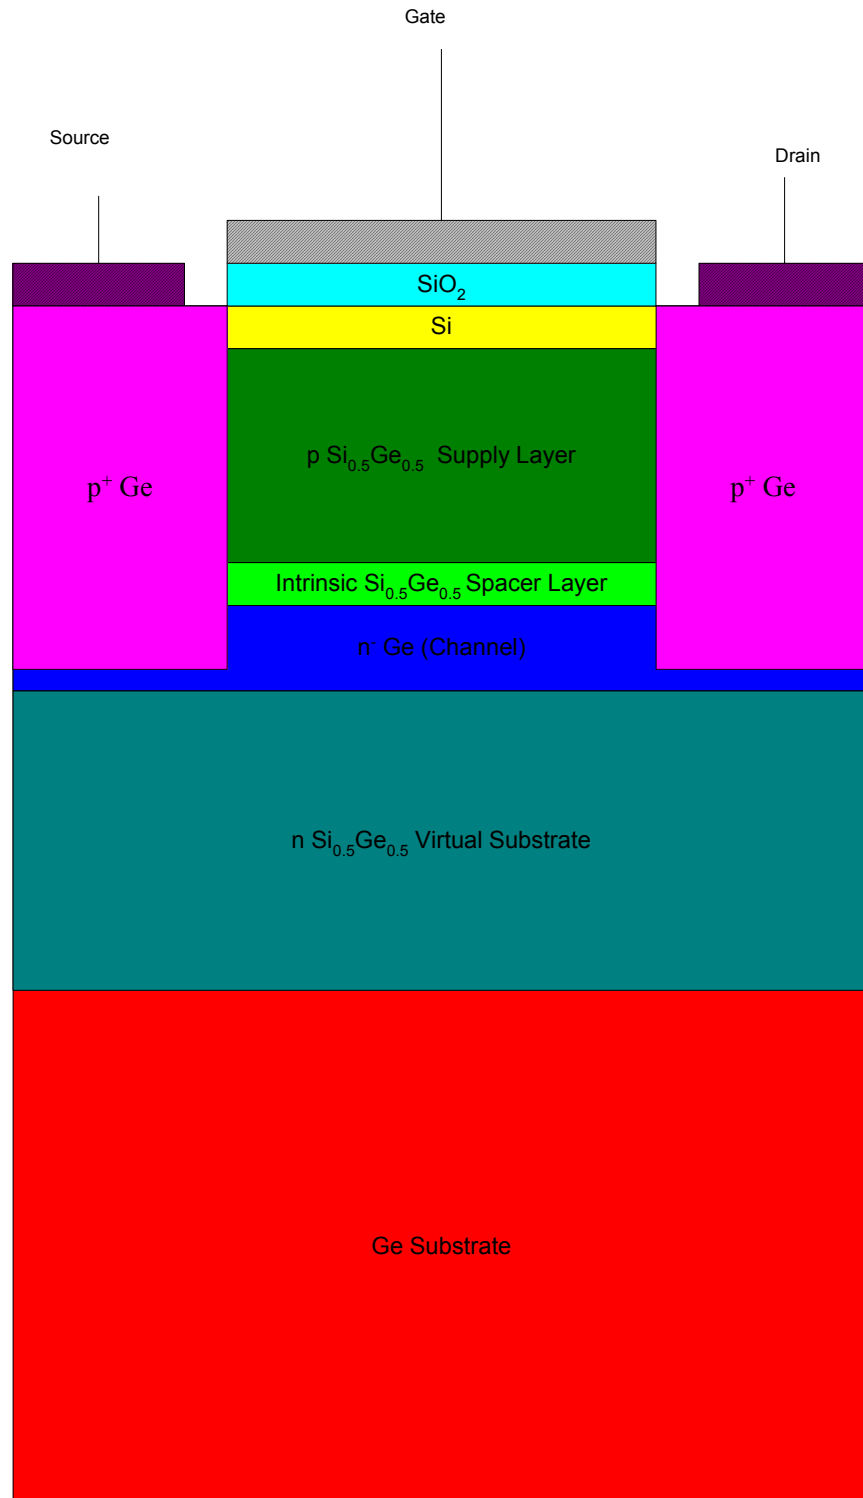 Gate
Source
Drain
SiO₂
Si
p Si₀.₅Ge₀.₅ Supply Layer
p⁺ Ge
p⁺ Ge
Intrinsic Si₀.₅Ge₀.₅ Spacer Layer
n⁻ Ge (Channel)
n Si₀.₅Ge₀.₅ Virtual Substrate
Ge Substrate